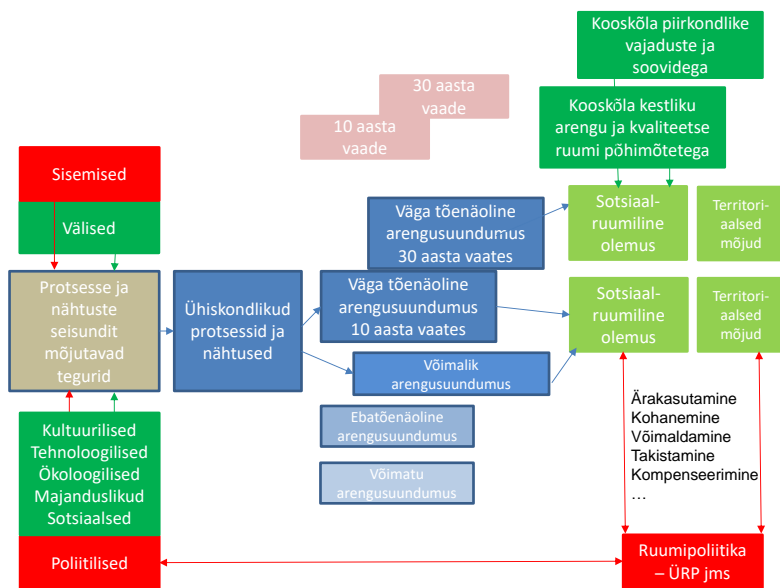 Kooskõla piirkondlike
vajaduste ja
soovidega
30 aasta
vaade
10 aasta
vaade
Kooskõla kestliku
arengu ja kvaliteetse
ruumi põhimõtetega
Sisemised
Välised
Väga tõenäoline
arengusuundumus
30 aasta vaates
Sotsiaal-
ruumiline
olemus
Territori-
aalsed
mõjud
Protsesse ja
nähtuste
seisundit
mõjutavad
tegurid
Ühiskondlikud
protsessid ja
nähtused
Väga tõenäoline
arengusuundumus
10 aasta vaates
Sotsiaal-
ruumiline
olemus
Territori-
aalsed
mõjud
Võimalik
arengusuundumus
Ebatõenäoline
arengusuundumus
Võimatu
arengusuundumus
Ärakasutamine
Kohanemine
Võimaldamine
Takistamine
Kompenseerimine
…
Kultuurilised
Tehnoloogilised
Ökoloogilised
Majanduslikud
Sotsiaalsed
Poliitilised
Ruumipoliitika
– ÜRP jms